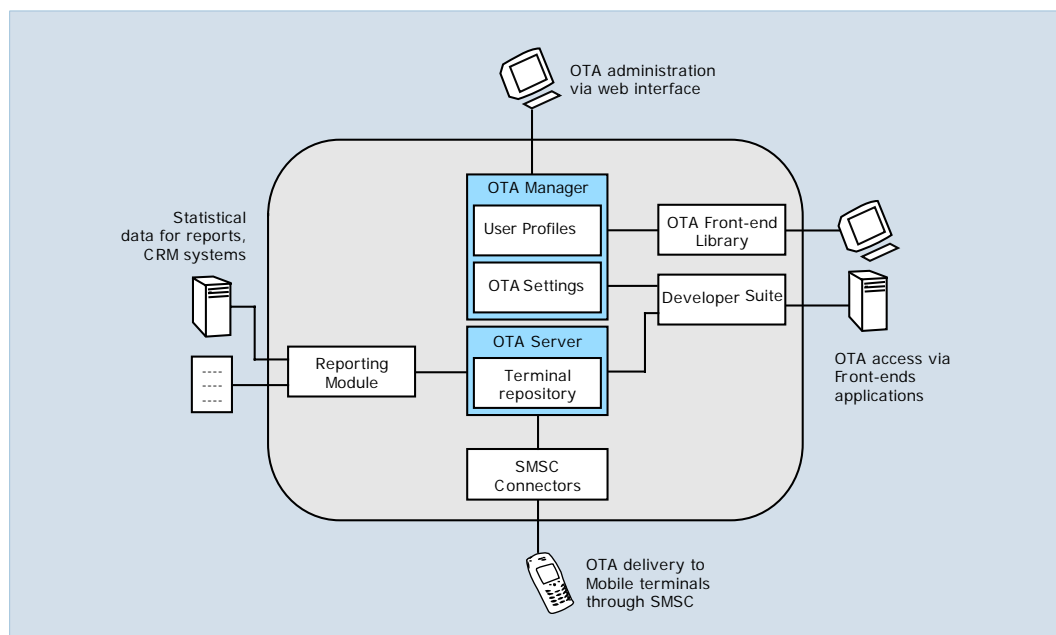 OTA administration
via web interface
OTA Manager
User Profiles
OTA Settings
OTA Front-end
Library
Developer Suite
Statistical
data for reports,
CRM systems
OTA Server
Terminal
repository
Reporting
Module
OTA access via
Front-ends
applications
----
----
----
SMSC
Connectors
OTA delivery to
Mobile terminals
through SMSC